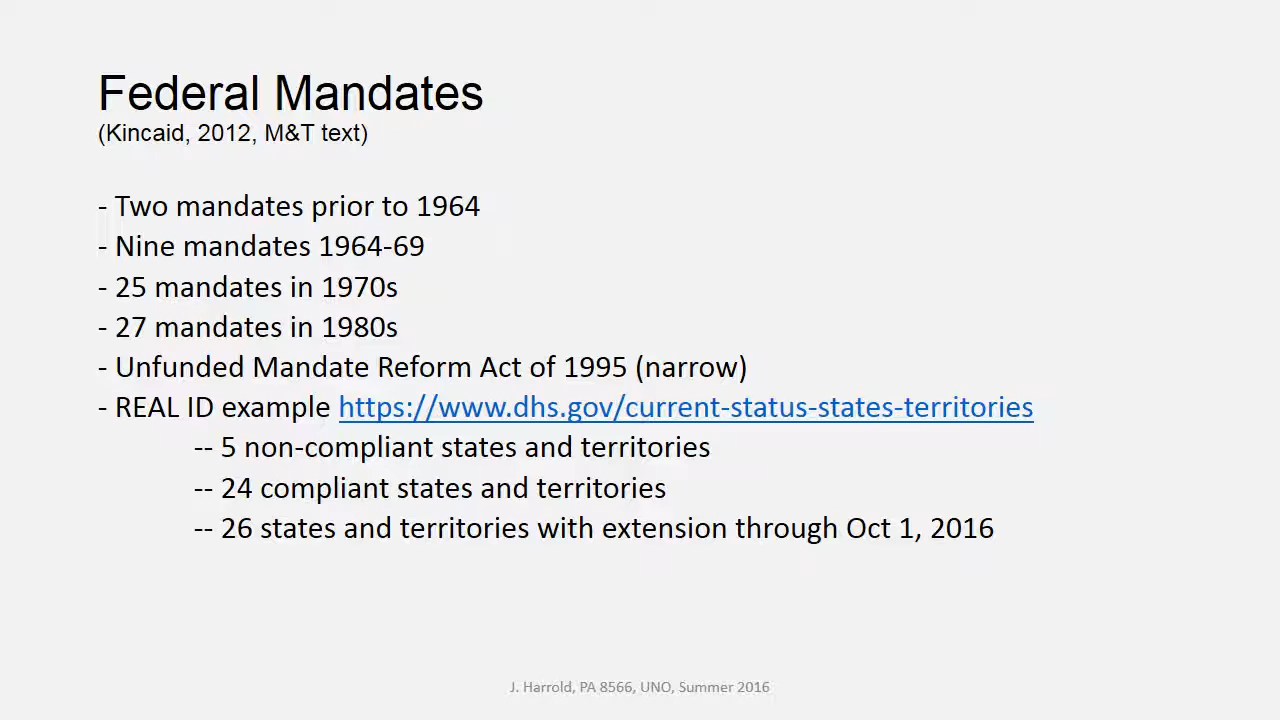 Federal Mandates
(Kincaid, 2012, M&T text)
- Two mandates prior to 1964
- Nine mandates 1964-69
- 25 mandates in 1970s
- 27 mandates in 1980s
- Unfunded Mandate Reform Act of 1995 (narrow)
- REAL ID example https://www.dhs.gov/current-status-states-territories
-- 5 non-compliant states and territories
-- 24 compliant states and territories
-- 26 states and territories with extension through Oct 1, 2016
J. Harrold, PA 8566, UNO, Summer 2016